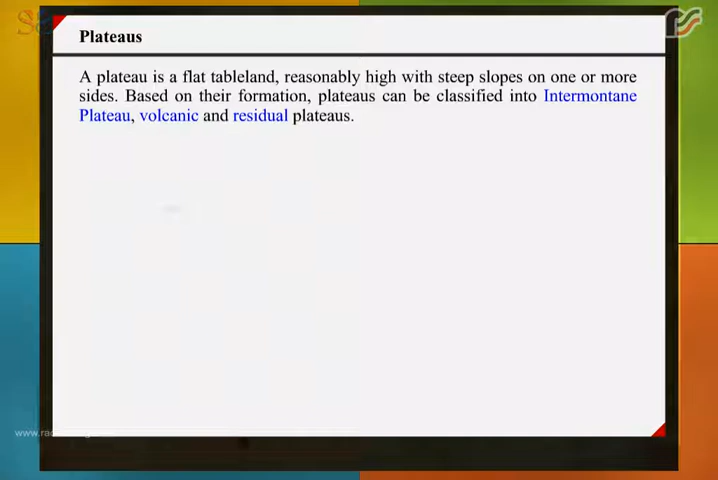 Plateaus
A plateau is a flat tableland, reasonably high with steep slopes on one or more
sides. Based on their formation, plateaus can be classified into Intermontane
Plateau, volcanic and residual plateaus.